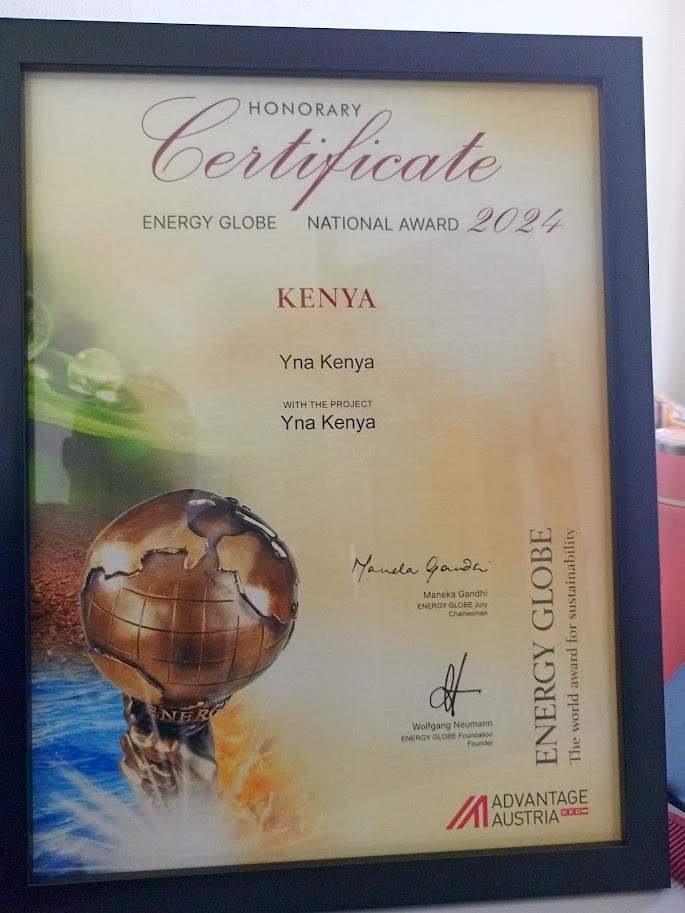 HONORARY
Certificate
ENERGY GLOBE NATIONAL AWARD 2024
KENYA
Yna Kenya
WITH THE PROJECT
Yna Kenya
Maneka Gandhi
Maneka Gandhi
ENERGY GLOBE Jury
Chairwoman
Wolfgang Neumann
ENERGY GLOBE Foundation
Founder
ENERGY GLOBE
The world award for sustainability
ENERG
ADVANTAGE
AUSTRIA WKO